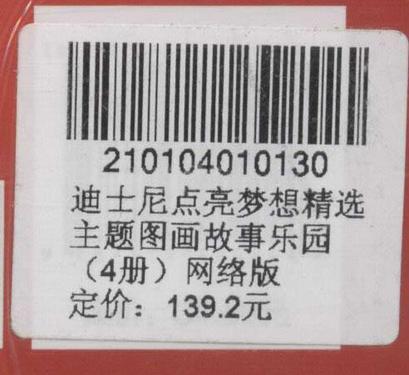 210104010130
迪士尼点亮梦想精选
主题图画故事乐园
（4册）网络版
定价：139.2元